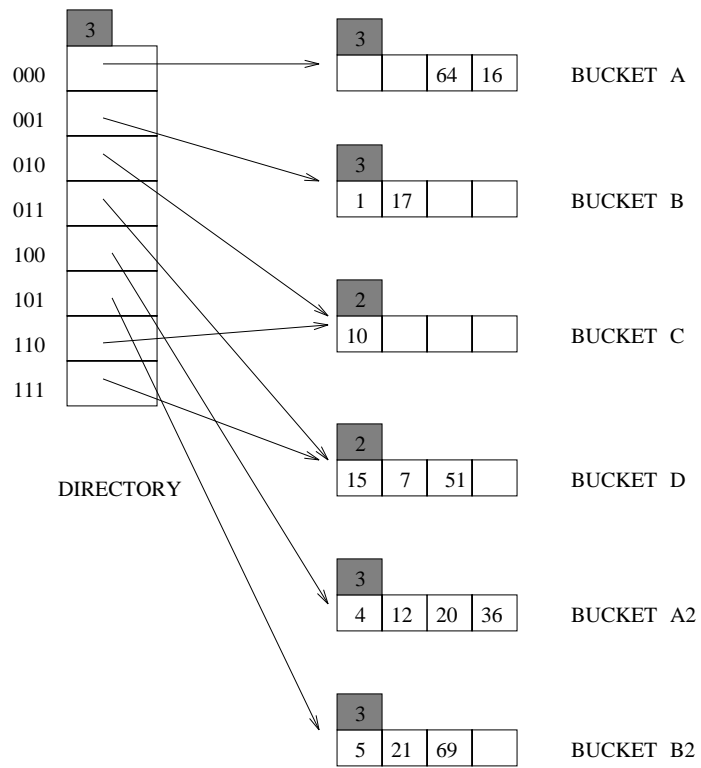 3
000
001
010
011
100
101
110
111
DIRECTORY
3
64 16 BUCKET A
3
1 17 BUCKET B
2
10 BUCKET C
2
15 7 51 BUCKET D
3
4 12 20 36 BUCKET A2
3
5 21 69 BUCKET B2